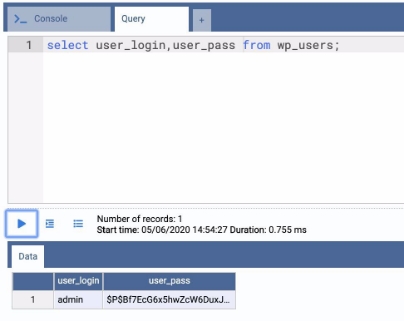 >_ Console Query +
1 select user_login,user_pass from wp_users;
Number of records: 1
Start time: 05/06/2020 14:54:27 Duration: 0.755 ms
Data
user_login user_pass
1 admin $P$Bf7EcG6x5hwZcW6DuxJ...